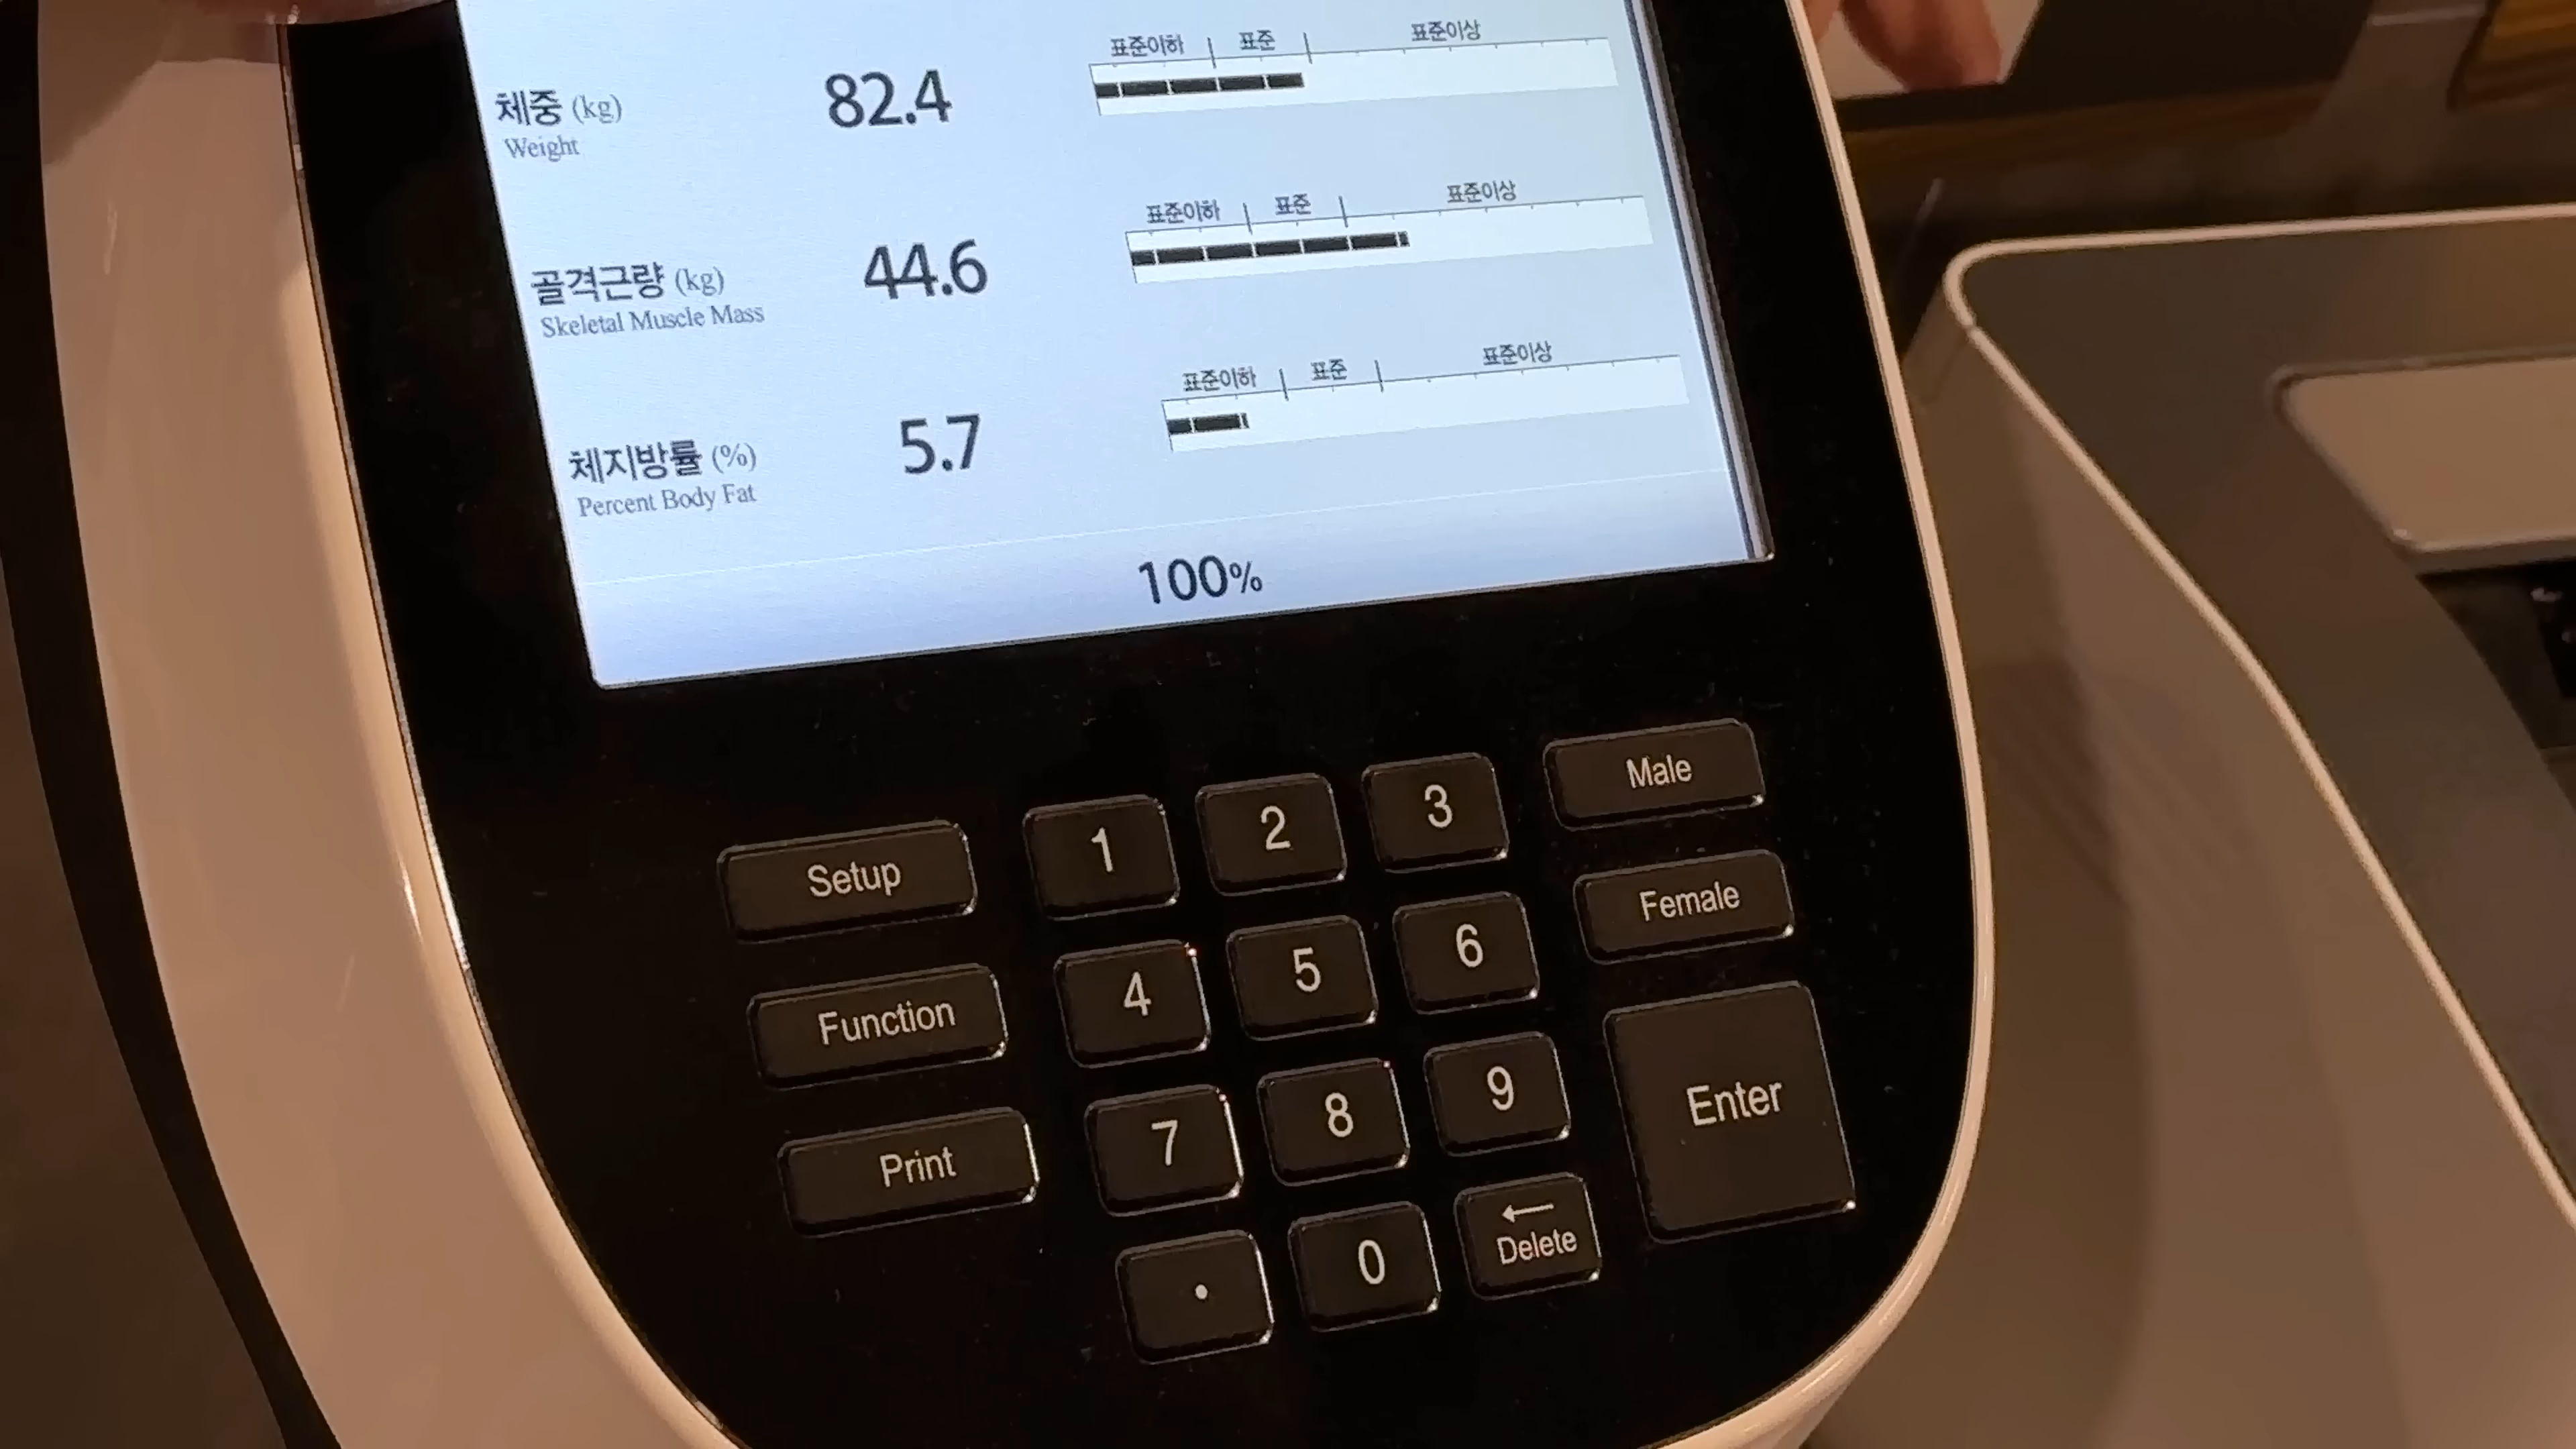 표준이하 표준 표준이상
체중 (kg) 82.4
Weight
표준이하 표준 표준이상
골격근량 (kg) 44.6
Skeletal Muscle Mass
표준이하 표준 표준이상
체지방률 (%) 5.7
Percent Body Fat
100%
Setup 1 2 3 Male
Function 4 5 6 Female
Print 7 8 9 Enter
. 0 ← Delete